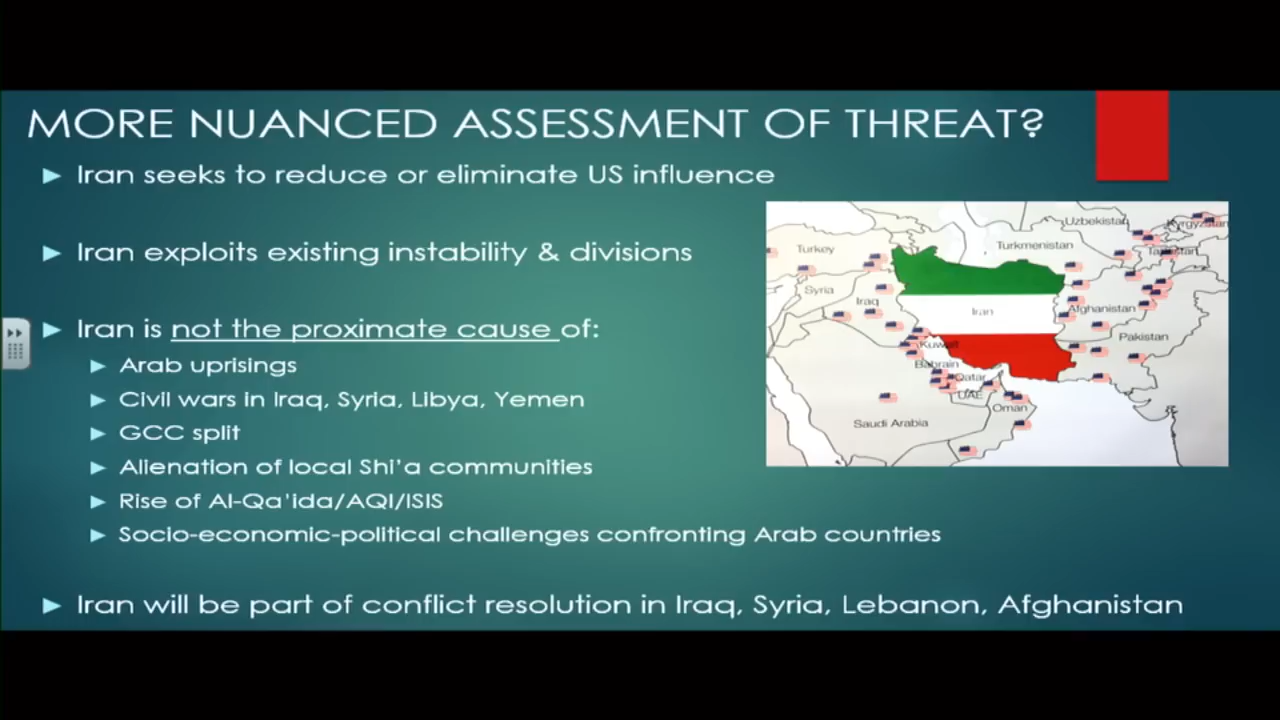 MORE NUANCED ASSESSMENT OF THREAT?
Iran seeks to reduce or eliminate US influence
Iran exploits existing instability & divisions
Iran is not the proximate cause of:
Arab uprisings
Civil wars in Iraq, Syria, Libya, Yemen
GCC split
Alienation of local Shi'a communities
Rise of Al-Qa'ida/AQI/ISIS
Socio-economic-political challenges confronting Arab countries
Iran will be part of conflict resolution in Iraq, Syria, Lebanon, Afghanistan
Uzbekistan
Kyrgyzstan
Turkey
Turkmenistan
Tajikistan
Syria
Iraq
Iran
Afghanistan
Kuwait
Pakistan
Bahrain
Qatar
UAE
Oman
Saudi Arabia